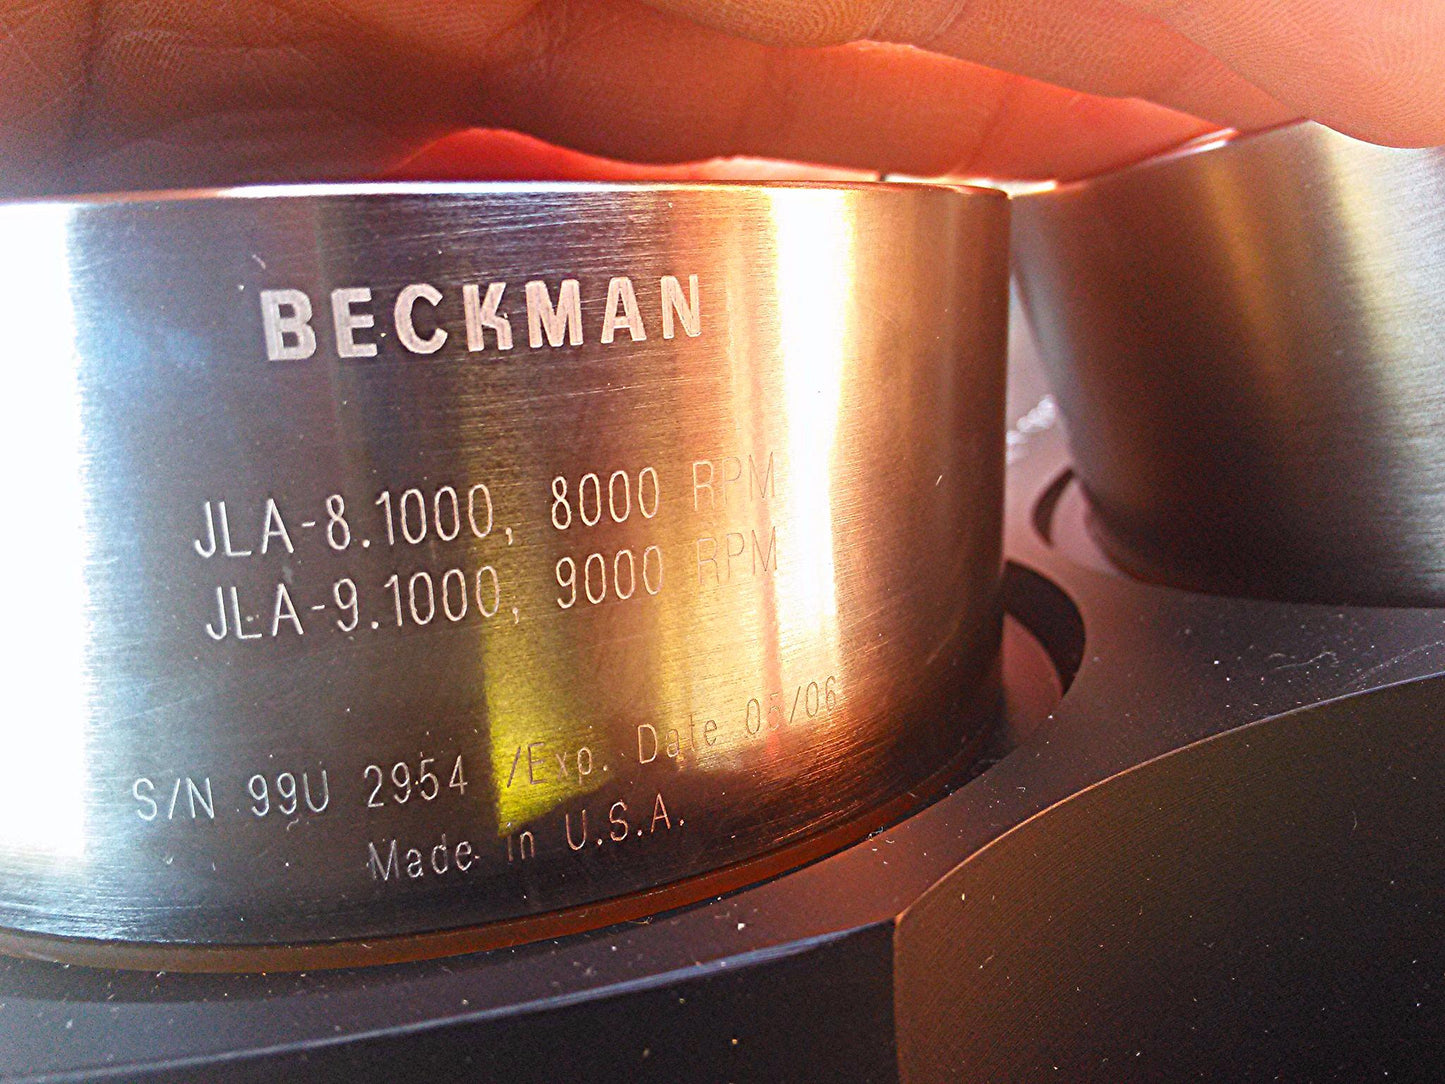 BECKMAN
JLA-8.1000, 8000 RPM
JLA-9.1000, 9000 RPM
S/N 99U 2954 /Exp. Date 05/06
Made in U.S.A.